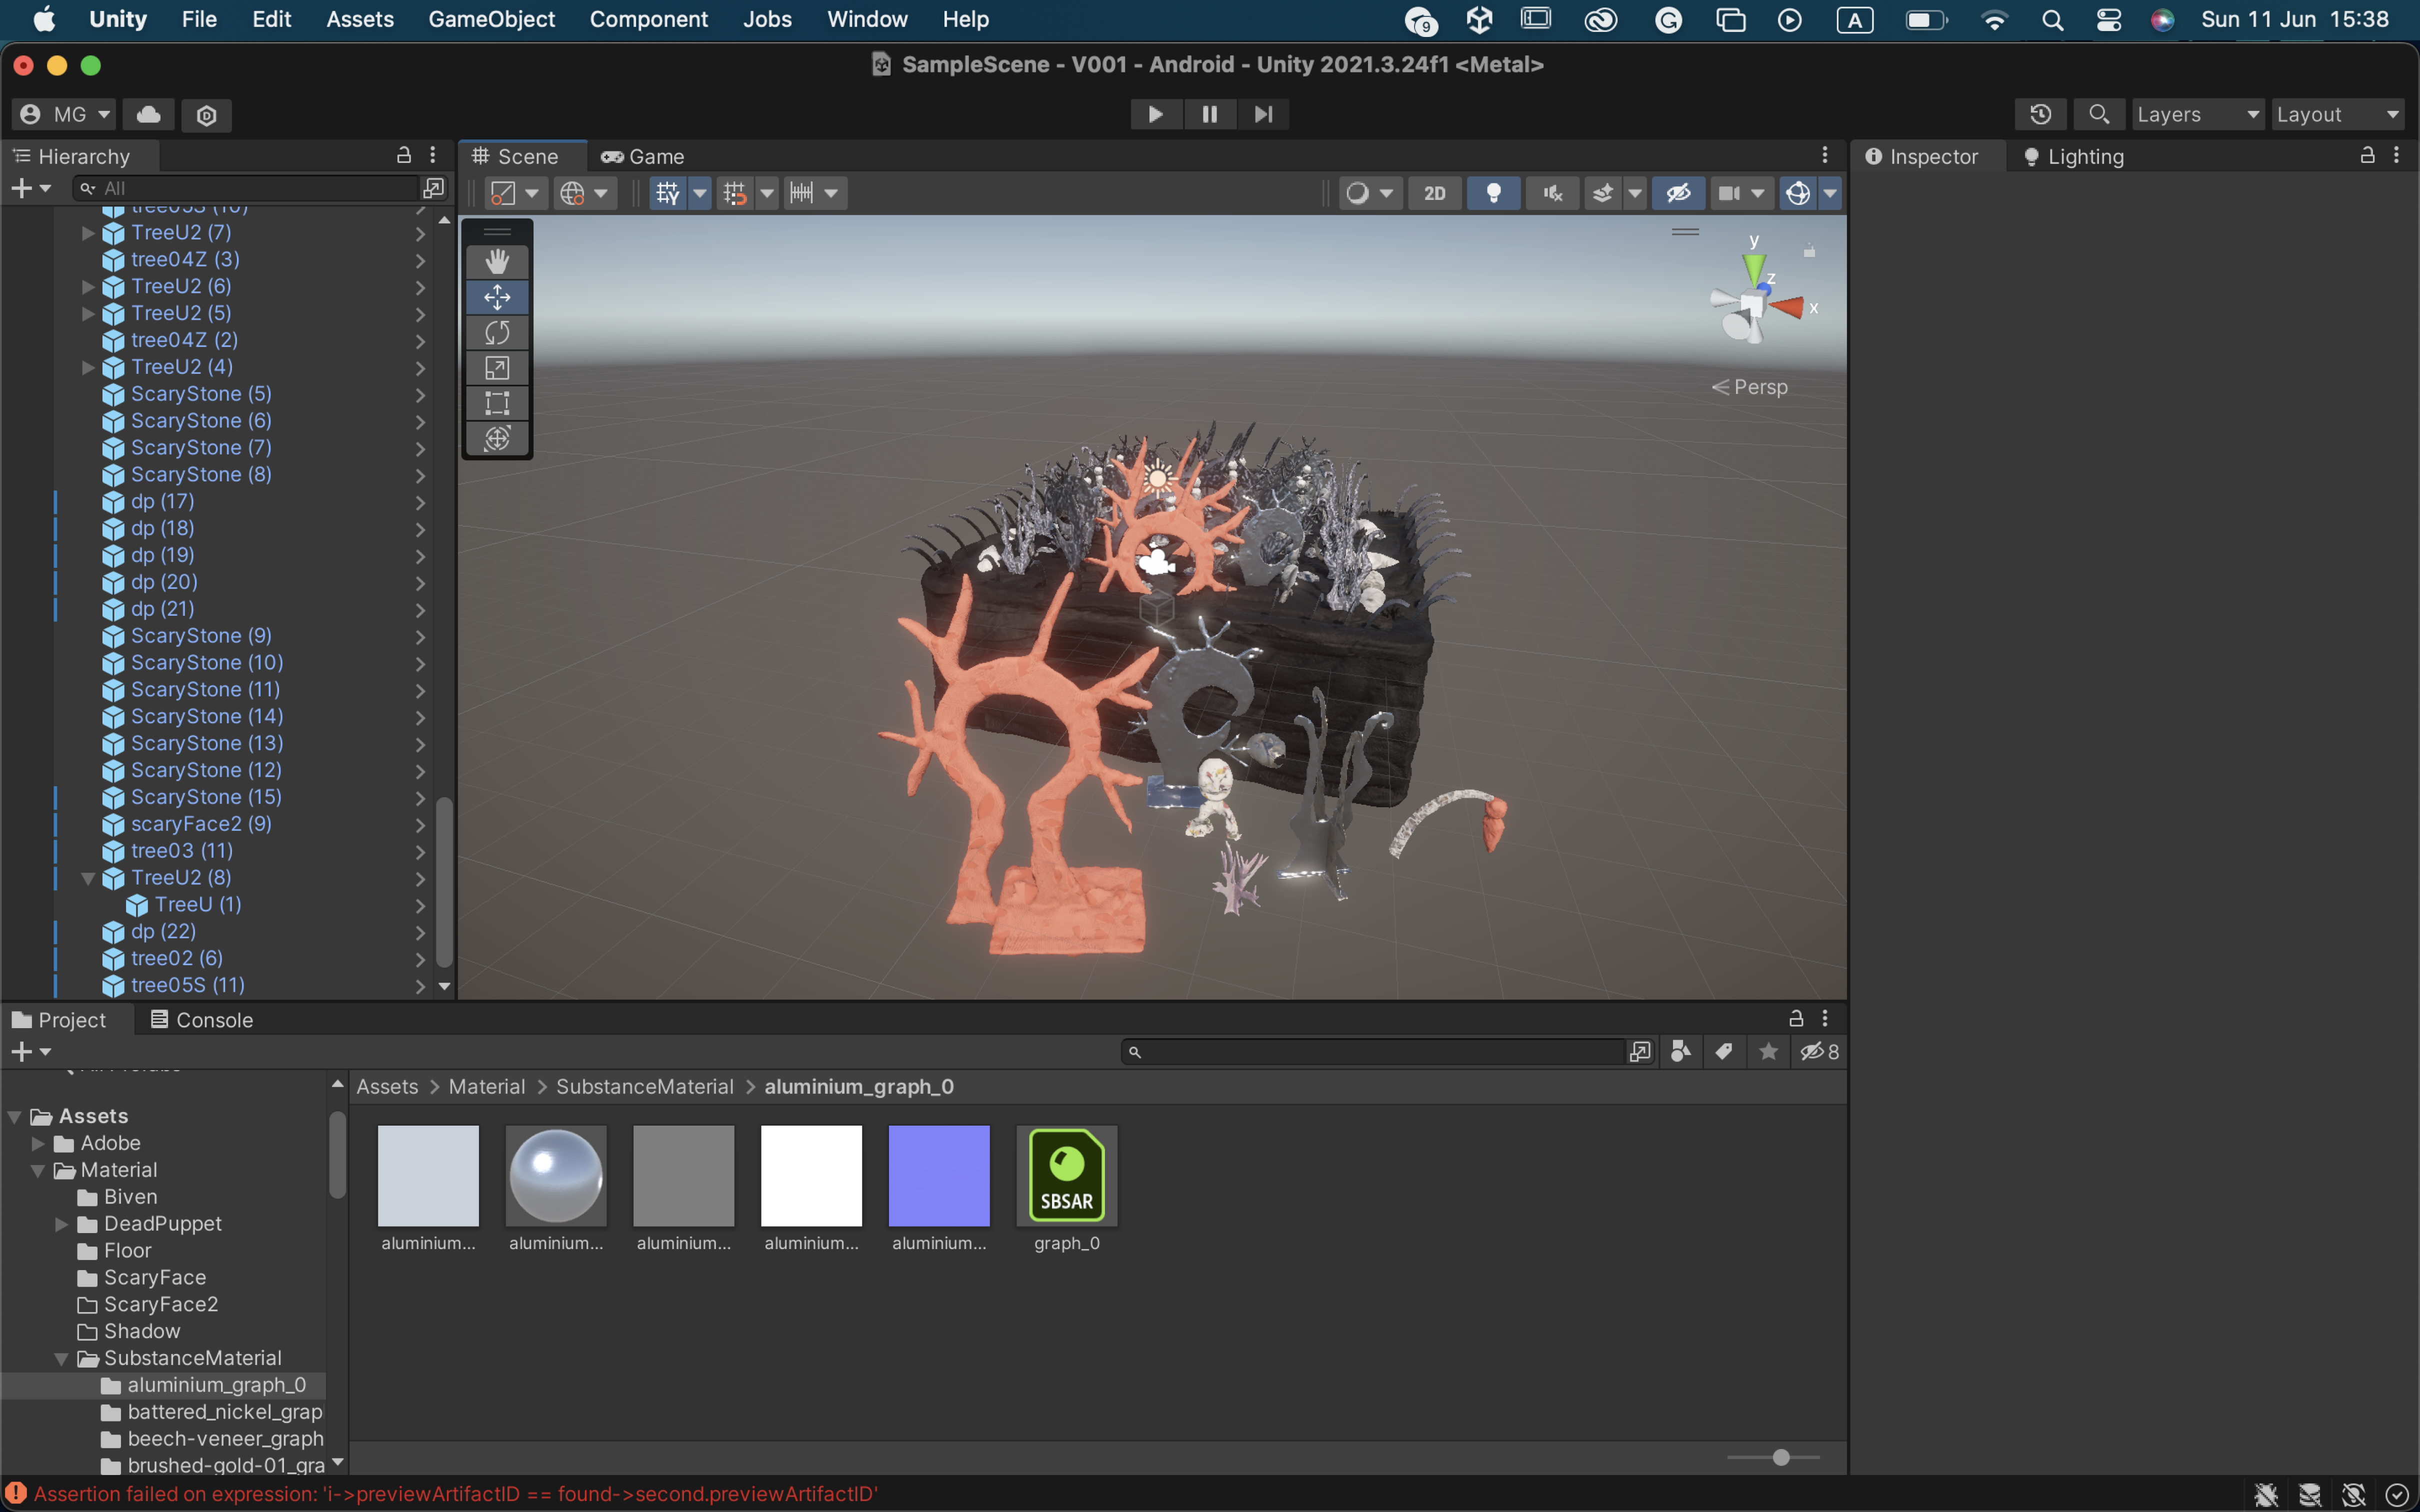 Unity File Edit Assets GameObject Component Jobs Window Help 9 A Sun 11 Jun 15:38
SampleScene - V001 - Android - Unity 2021.3.24f1 <Metal>
MG Layers Layout
Hierarchy
All
tree05S (10)
TreeU2 (7)
tree04Z (3)
TreeU2 (6)
TreeU2 (5)
tree04Z (2)
TreeU2 (4)
ScaryStone (5)
ScaryStone (6)
ScaryStone (7)
ScaryStone (8)
dp (17)
dp (18)
dp (19)
dp (20)
dp (21)
ScaryStone (9)
ScaryStone (10)
ScaryStone (11)
ScaryStone (14)
ScaryStone (13)
ScaryStone (12)
ScaryStone (15)
scaryFace2 (9)
tree03 (11)
TreeU2 (8)
TreeU (1)
dp (22)
tree02 (6)
tree05S (11)
Scene Game
2D
y
z
x
Persp
Inspector Lighting
Project Console
8
Assets
Adobe
Material
Biven
DeadPuppet
Floor
ScaryFace
ScaryFace2
Shadow
SubstanceMaterial
aluminium_graph_0
battered_nickel_grap
beech-veneer_graph
brushed-gold-01_gra
Assets > Material > SubstanceMaterial > aluminium_graph_0
SBSAR
aluminium... aluminium... aluminium... aluminium... aluminium... graph_0
Assertion failed on expression: 'i->previewArtifactID == found->second.previewArtifactID'